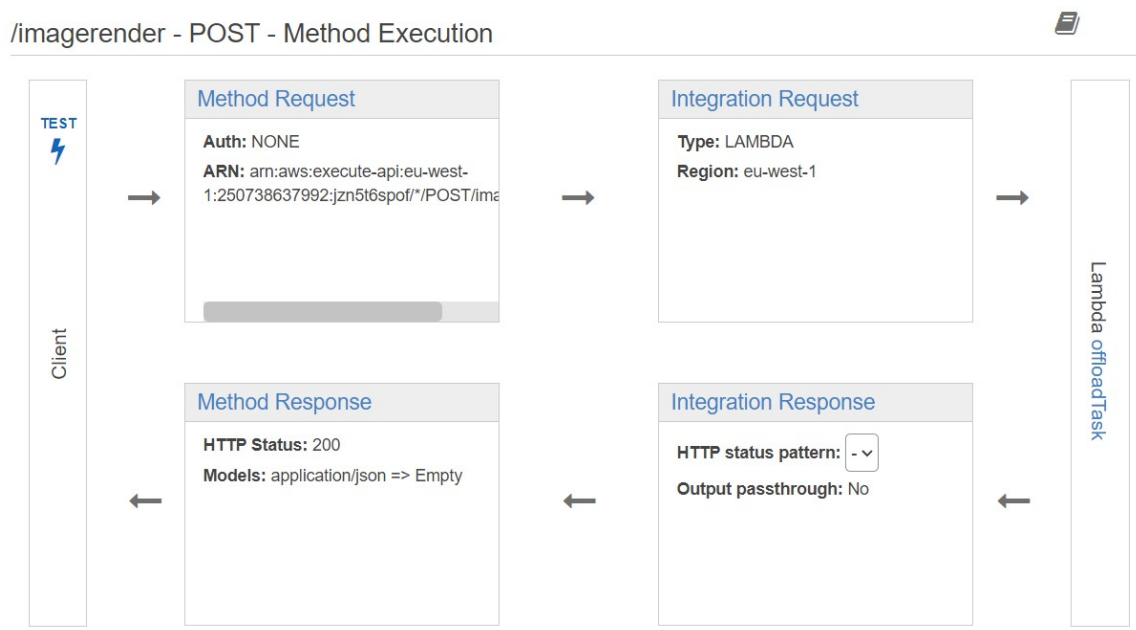 /imagerender - POST - Method Execution
TEST
Client
Method Request
Auth: NONE
ARN: arn:aws:execute-api:eu-west-
1:250738637992:jzn5t6spof/*/POST/ima
Integration Request
Type: LAMBDA
Region: eu-west-1
Lambda offloadTask
Method Response
HTTP Status: 200
Models: application/json => Empty
Integration Response
HTTP status pattern: -
Output passthrough: No